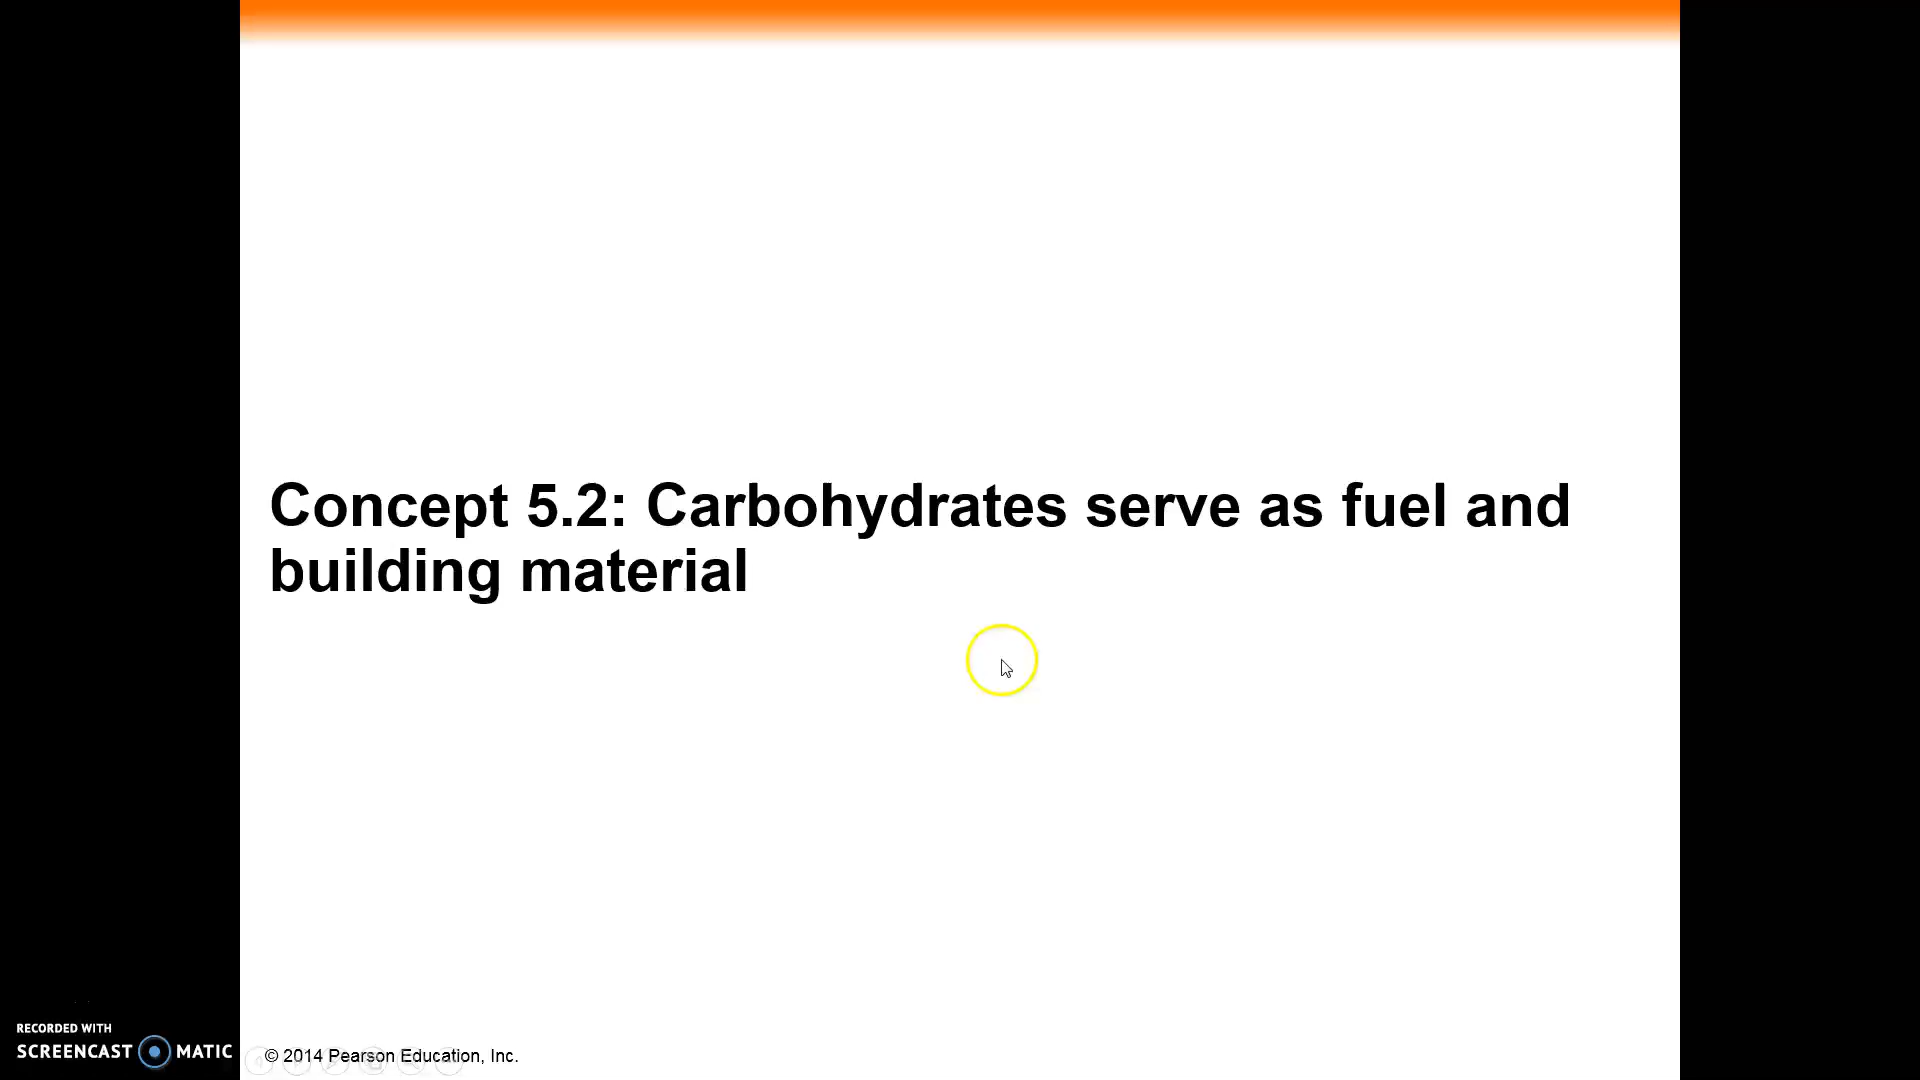 Concept 5.2: Carbohydrates serve as fuel and
building material
RECORDED WITH
SCREENCAST MATIC
© 2014 Pearson Education, Inc.